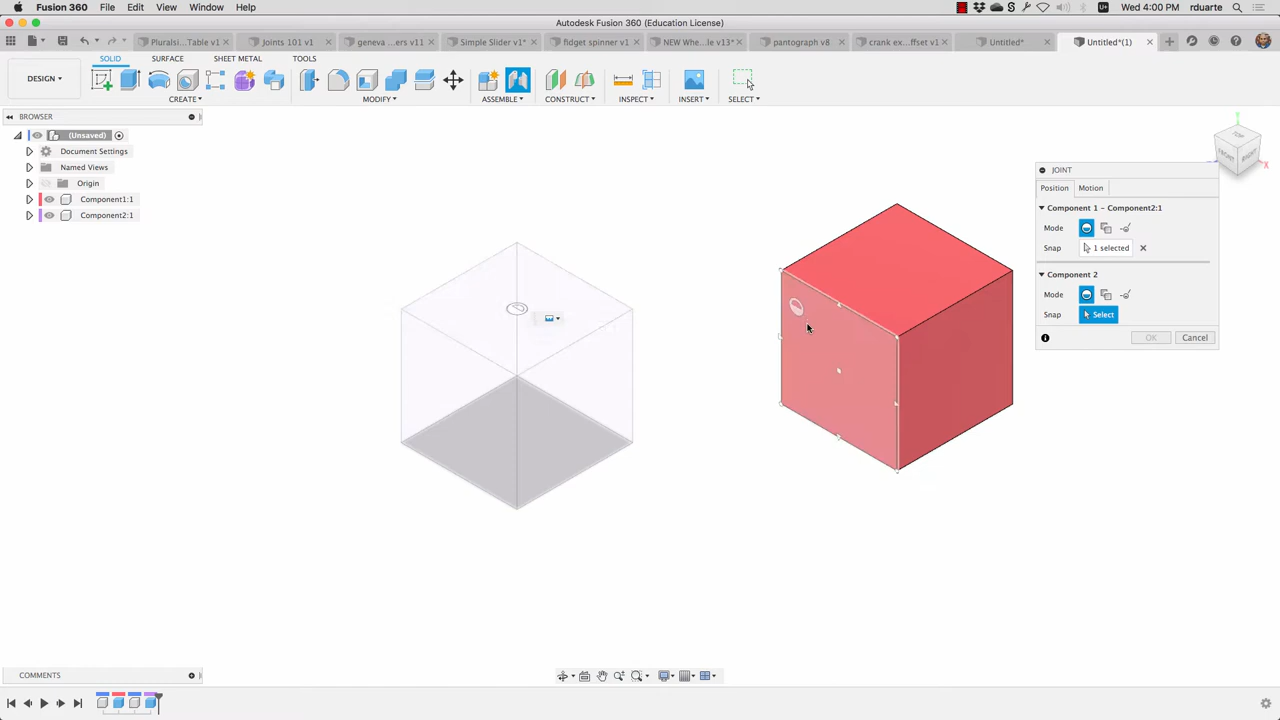 Fusion 360 File Edit View Window Help Wed 4:00 PM rduarte
Autodesk Fusion 360 (Education License)
Pluralsi...Table v1 Joints 101 v1 geneva ...ers v11 Simple Slider v1* fidget spinner v1 NEW Whe...le v13* pantograph v8 crank ex...ffset v1 Untitled* Untitled*(1)
SOLID SURFACE SHEET METAL TOOLS
DESIGN
CREATE MODIFY ASSEMBLE CONSTRUCT INSPECT INSERT SELECT
BROWSER
(Unsaved)
Document Settings
Named Views
Origin
Component1:1
Component2:1
TOP
FRONT RIGHT
Y
X
JOINT
Position Motion
Component 1 - Component2:1
Mode
Snap 1 selected
Component 2
Mode
Snap Select
OK Cancel
COMMENTS